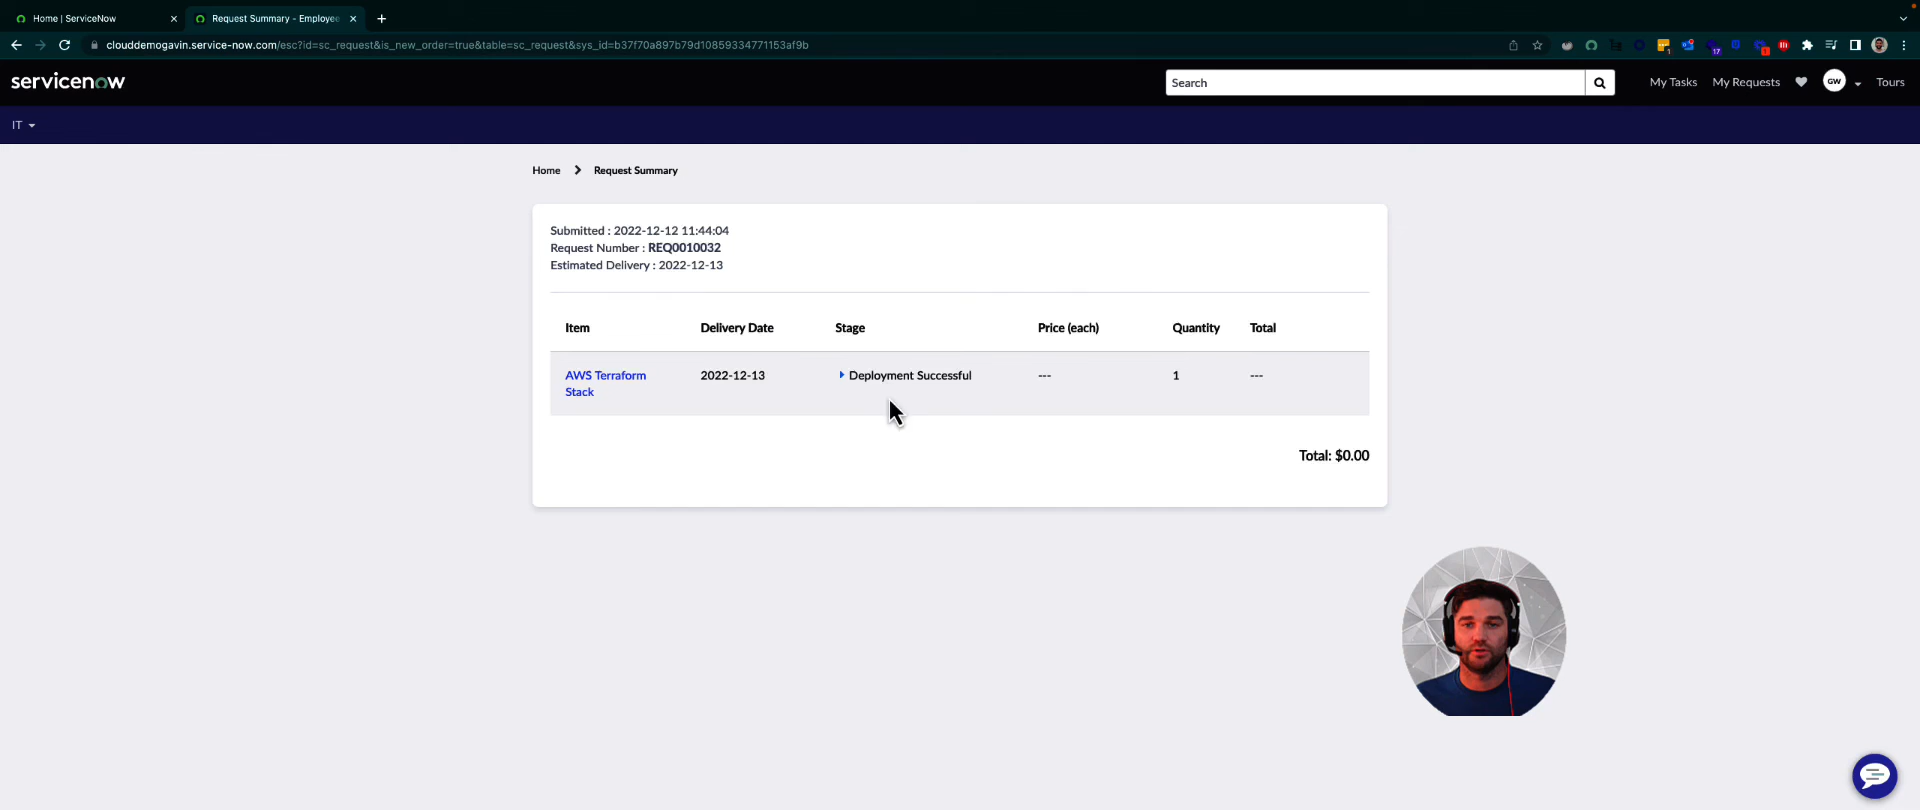 Home | ServiceNow
Request Summary - Employee
clouddemogavin.service-now.com/esc?id=sc_request&is_new_order=true&table=sc_request&sys_id=b37f70a897b79d10859334771153af9b
servicenow
Search
My Tasks
My Requests
GW
Tours
IT
Home
Request Summary
Submitted : 2022-12-12 11:44:04
Request Number : REQ0010032
Estimated Delivery : 2022-12-13
Item Delivery Date Stage Price (each) Quantity Total
AWS Terraform 2022-12-13 Deployment Successful --- 1 ---
Stack
Total: $0.00